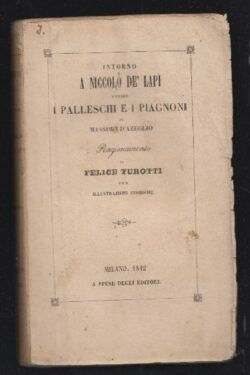 2.
INTORNO
A NICCOLÒ DE' LAPI
OVVERO
I PALLESCHI E I PIAGNONI
DI
MASSIMO D'AZEGLIO
Ragionamento
DI
FELICE TUROTTI
CON
ILLUSTRAZIONI STORICHE
MILANO, 1842
A SPESE DEGLI EDITORI.